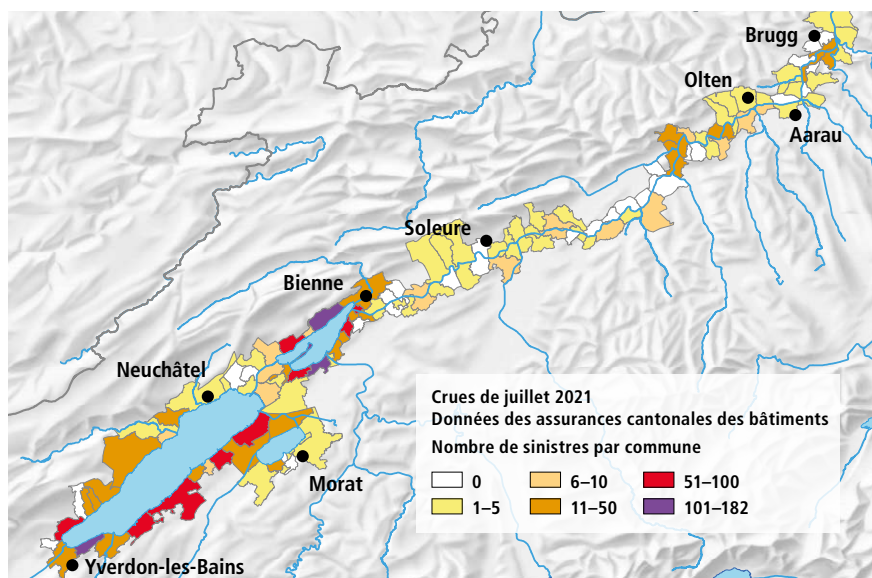 Brugg
Olten
Aarau
Soleure
Bienne
Neuchâtel
Morat
Yverdon-les-Bains
Crues de juillet 2021
Données des assurances cantonales des bâtiments
Nombre de sinistres par commune
0
6–10
51–100
1–5
11–50
101–182